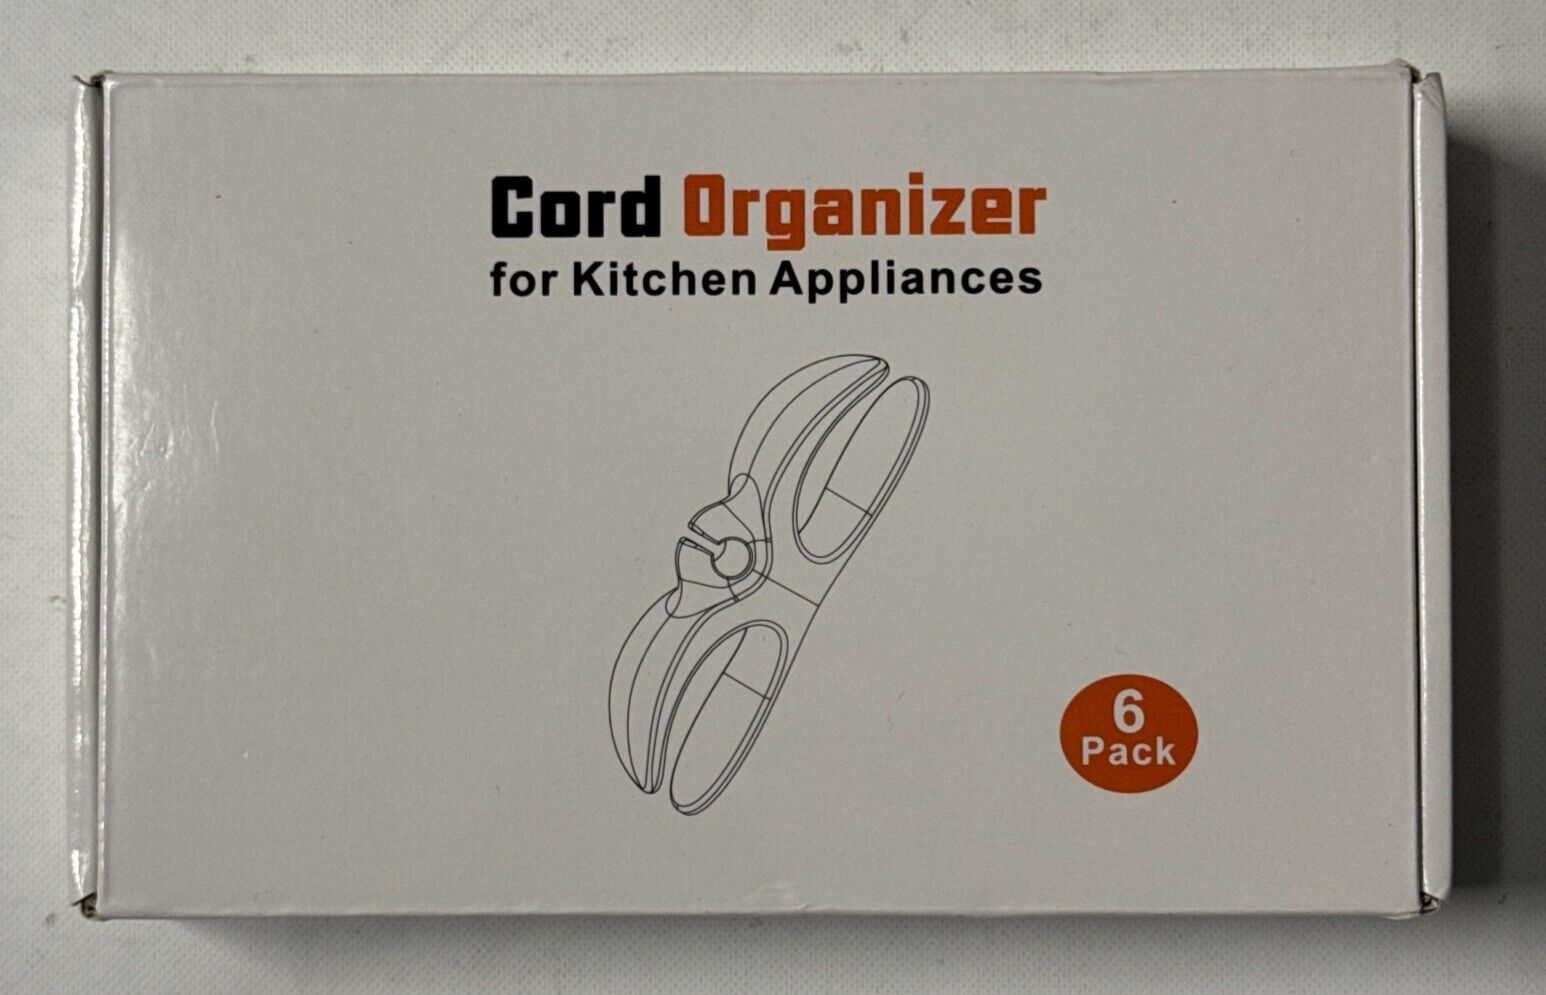 Cord Organizer
for Kitchen Appliances
6
Pack